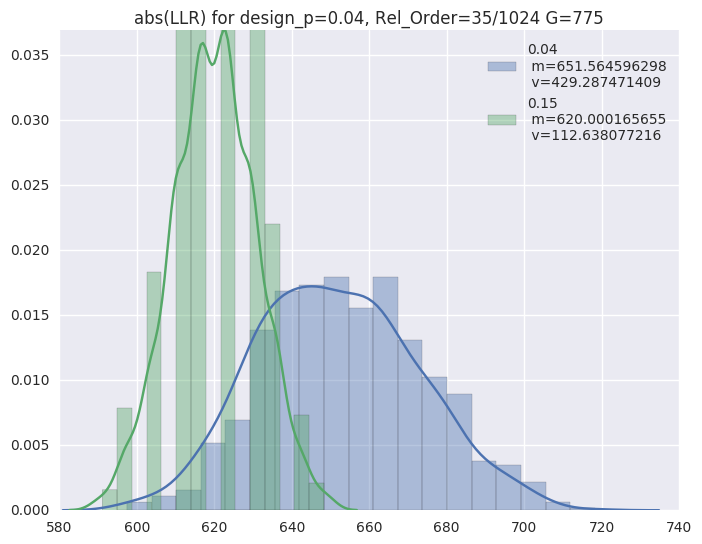 abs(LLR) for design_p=0.04, Rel_Order=35/1024 G=775
0.04
m=651.564596298
v=429.287471409
0.15
m=620.000165655
v=112.638077216
0.035
0.030
0.025
0.020
0.015
0.010
0.005
0.000
580 600 620 640 660 680 700 720 740